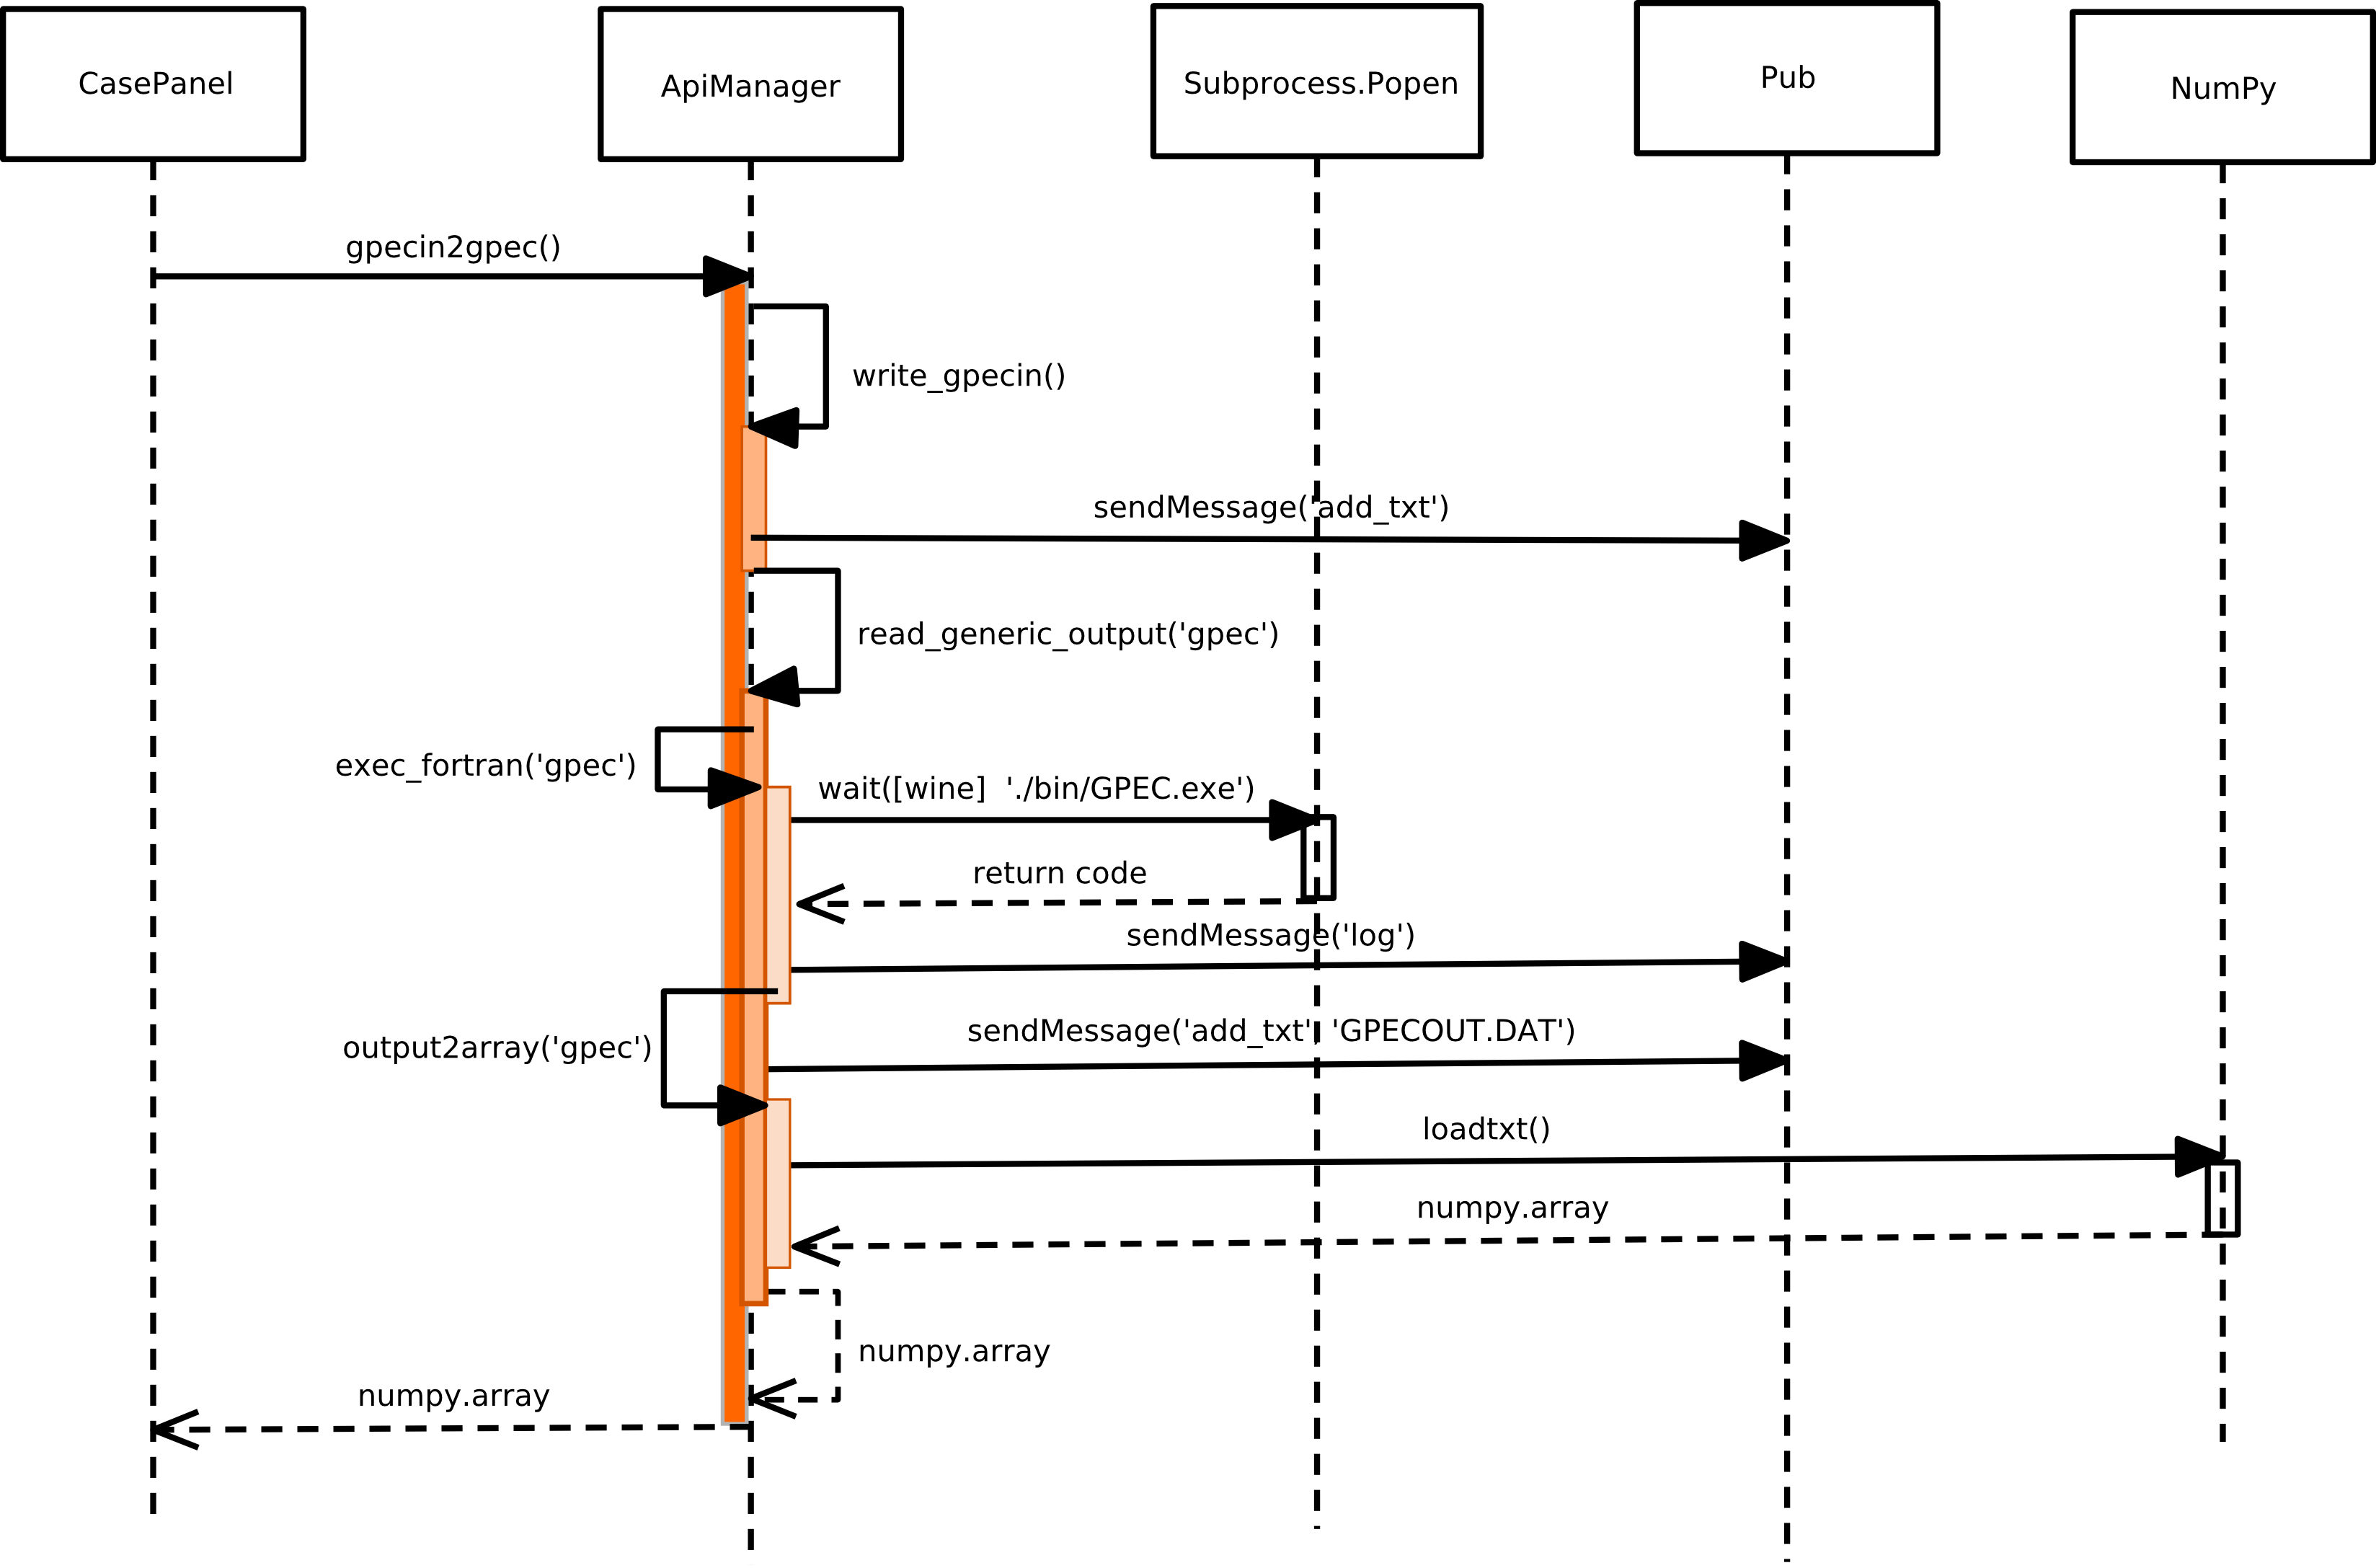 CasePanel
ApiManager
Subprocess.Popen
Pub
NumPy
gpecin2gpec()
write_gpecin()
sendMessage('add_txt')
read_generic_output('gpec')
exec_fortran('gpec')
wait([wine]  './bin/GPEC.exe')
return code
sendMessage('log')
sendMessage('add_txt'  'GPECOUT.DAT')
output2array('gpec')
loadtxt()
numpy.array
numpy.array
numpy.array